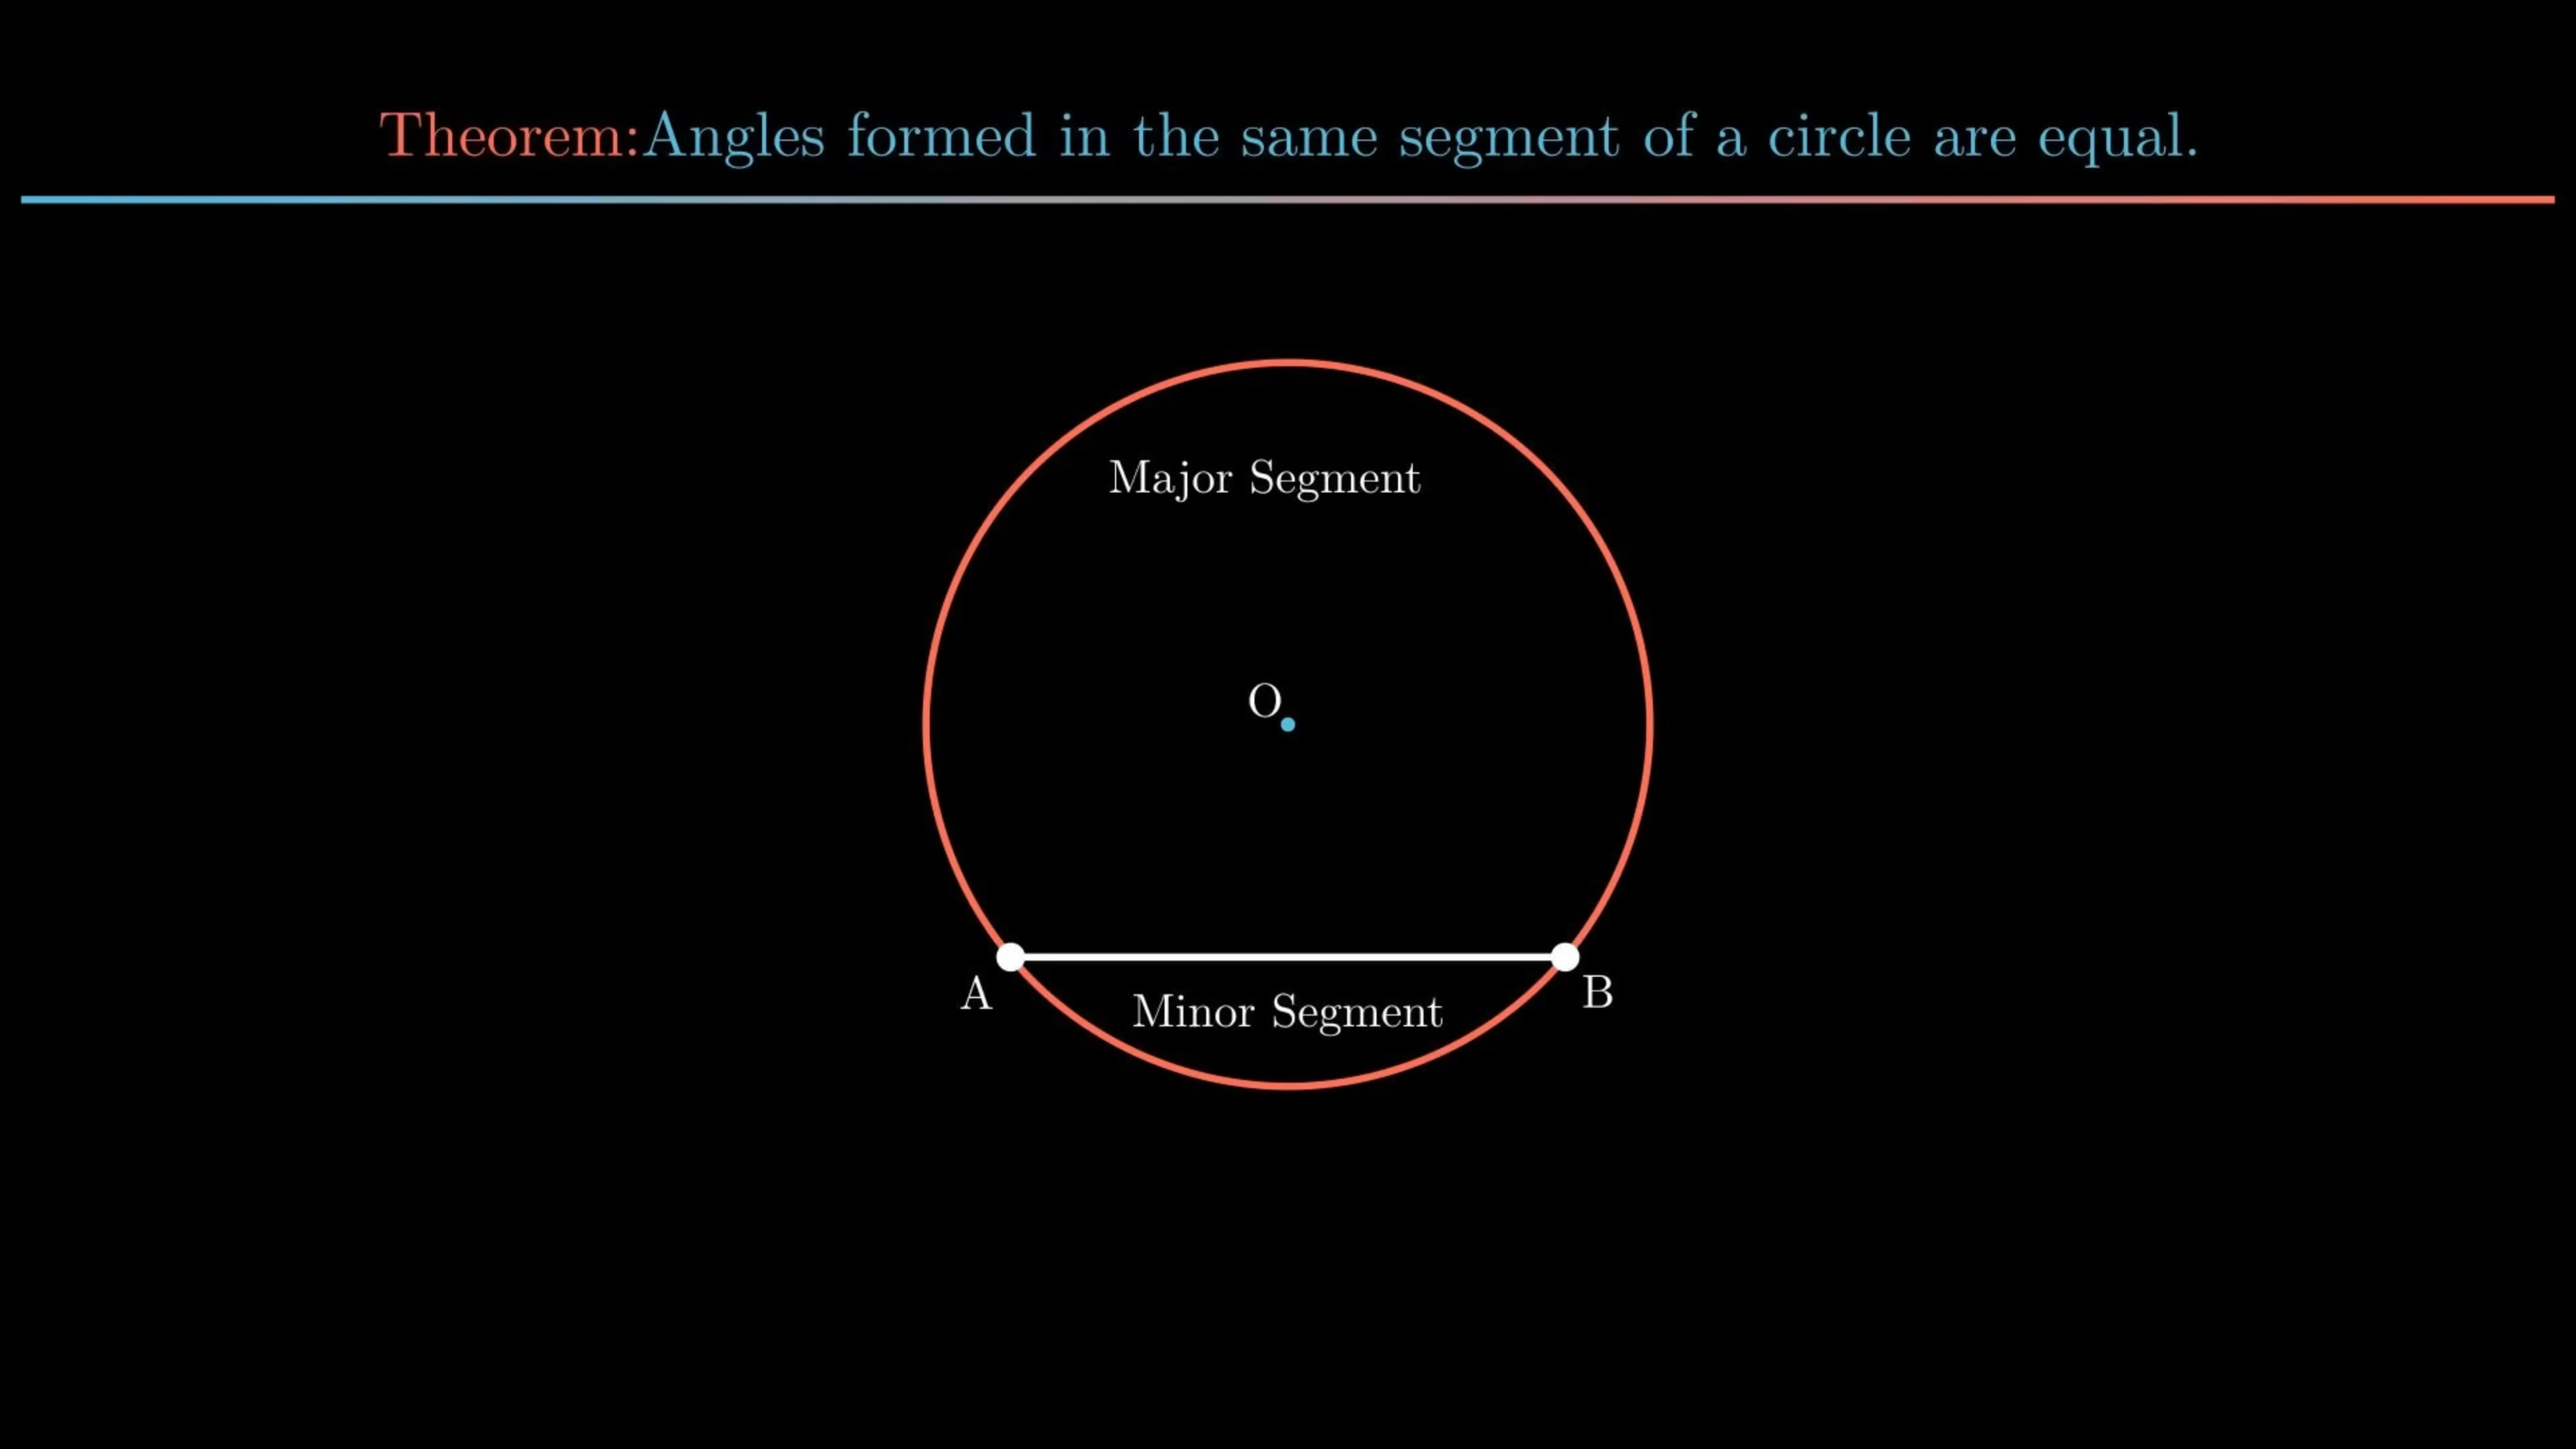 Theorem:Angles formed in the same segment of a circle are equal.
Major Segment
O
A
B
Minor Segment